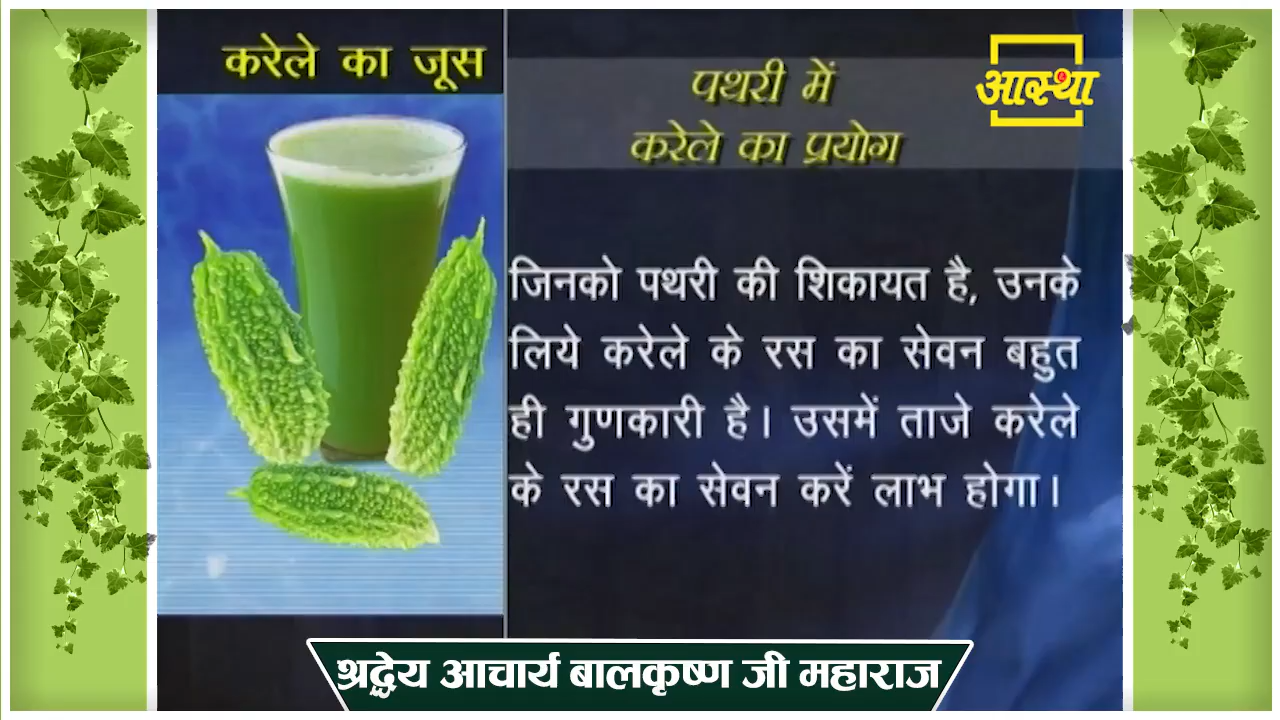 करेले का जूस
पथरी में
करेले का प्रयोग
आस्था
जिनको पथरी की शिकायत है, उनके
लिये करेले के रस का सेवन बहुत
ही गुणकारी है। उसमें ताजे करेले
के रस का सेवन करें लाभ होगा।
श्रद्धेय आचार्य बालकृष्ण जी महाराज